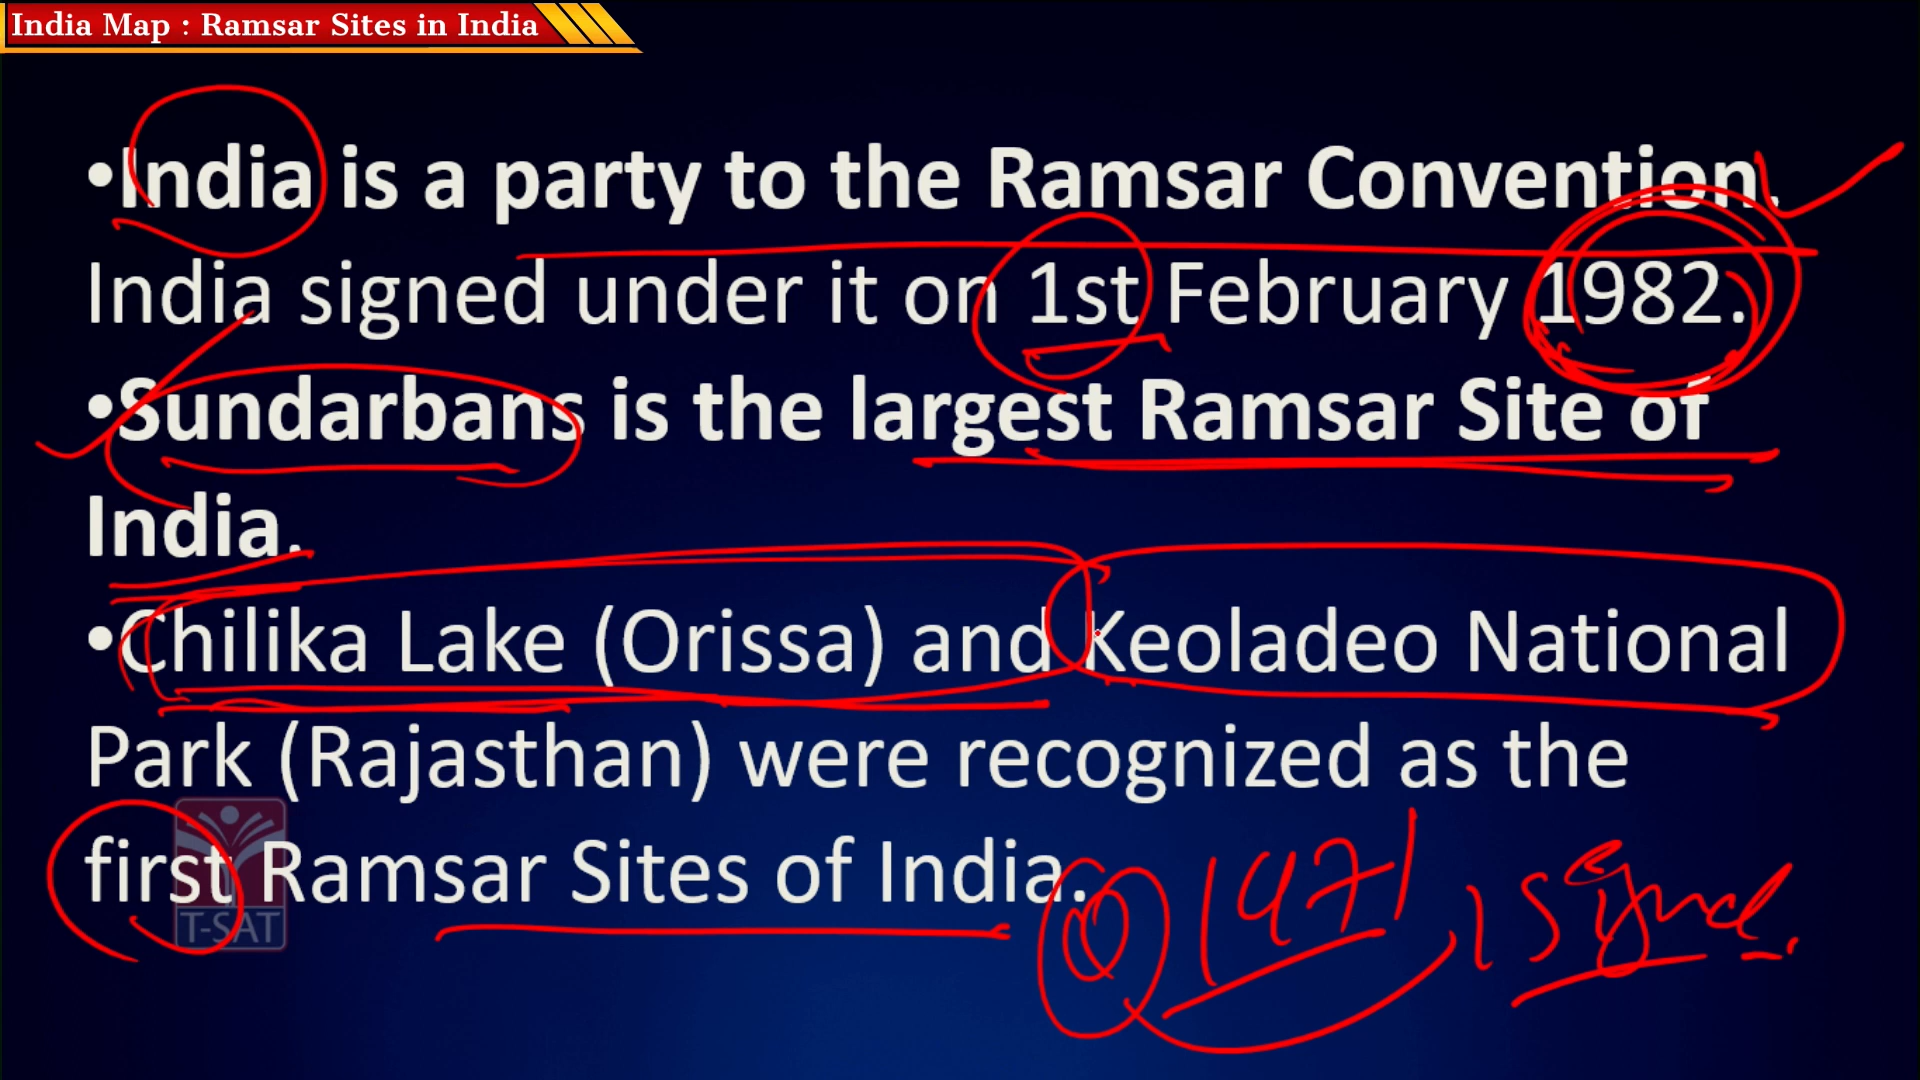 India Map : Ramsar Sites in India
•India is a party to the Ramsar Convention.
India signed under it on 1st February 1982.
•Sundarbans is the largest Ramsar Site of
India.
•Chilika Lake (Orissa) and Keoladeo National
Park (Rajasthan) were recognized as the
first Ramsar Sites of India.
1971
T-SAT